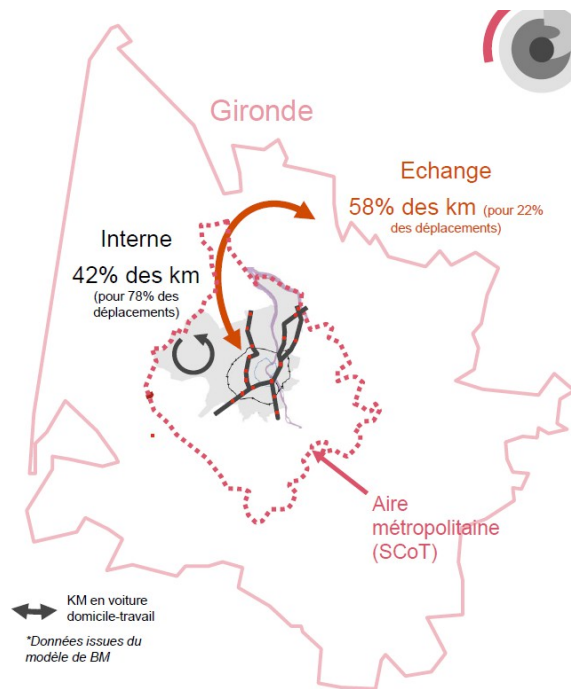 Gironde
Echange
58% des km (pour 22%
des déplacements)
Interne
42% des km
(pour 78% des
déplacements)
Aire
métropolitaine
(SCoT)
KM en voiture
domicile-travail
*Données issues du
modèle de BM